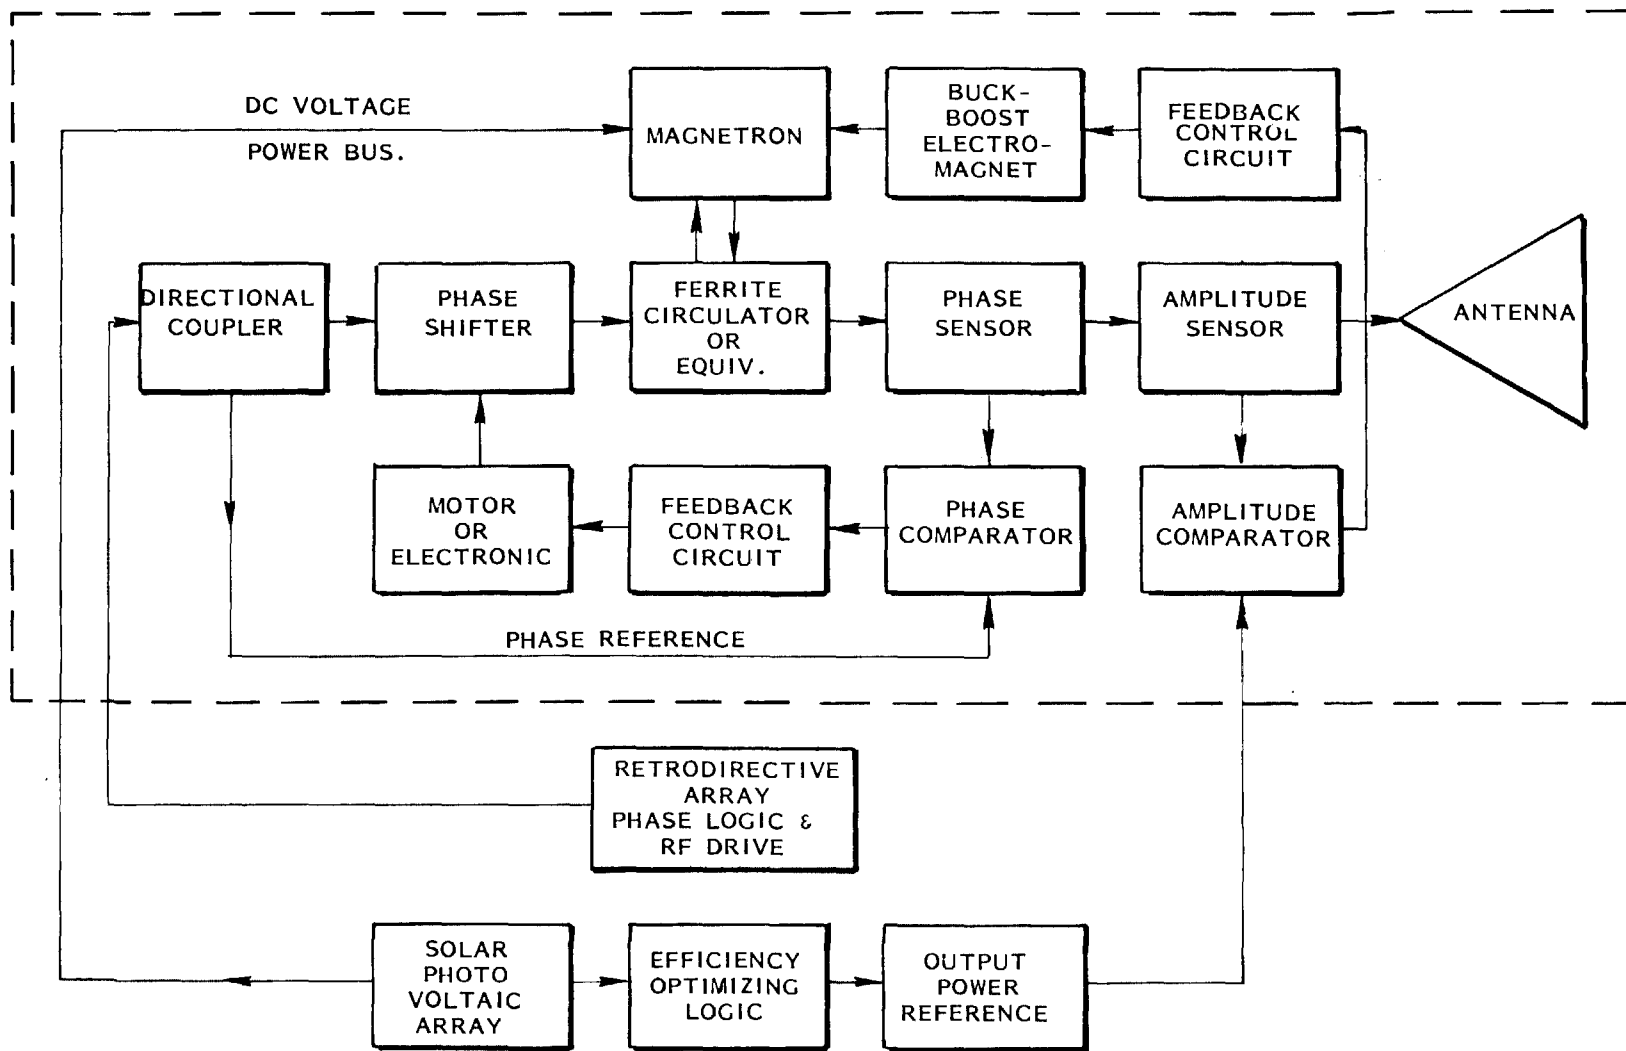 DC VOLTAGE
POWER BUS.
MAGNETRON
BUCK-
BOOST
ELECTRO-
MAGNET
FEEDBACK
CONTROL
CIRCUIT
DIRECTIONAL
COUPLER
PHASE
SHIFTER
FERRITE
CIRCULATOR
OR
EQUIV.
PHASE
SENSOR
AMPLITUDE
SENSOR
ANTENNA
MOTOR
OR
ELECTRONIC
FEEDBACK
CONTROL
CIRCUIT
PHASE
COMPARATOR
AMPLITUDE
COMPARATOR
PHASE REFERENCE
RETRODIRECTIVE
ARRAY
PHASE LOGIC &
RF DRIVE
SOLAR
PHOTO
VOLTAIC
ARRAY
EFFICIENCY
OPTIMIZING
LOGIC
OUTPUT
POWER
REFERENCE